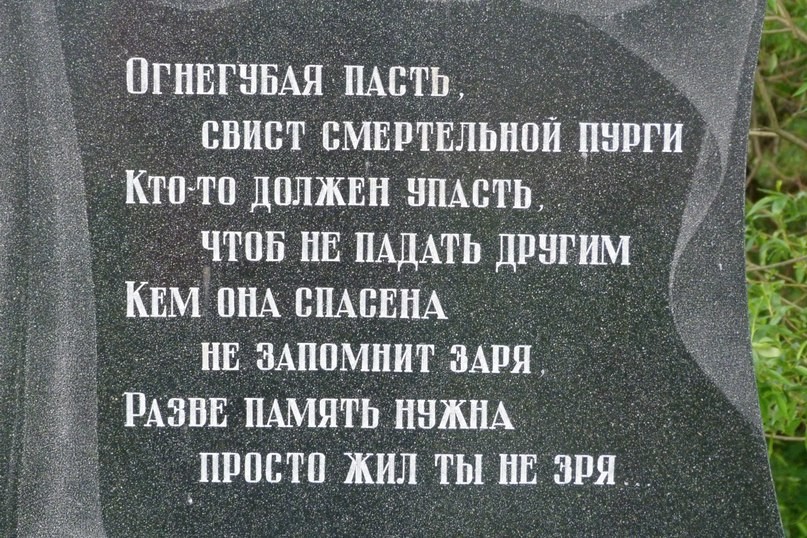 Огнегубая пасть,
свист смертельной пурги
Кто-то должен упасть,
чтоб не падать другим
Кем она спасена
не запомнит заря,
Разве память нужна
просто жил ты не зря...